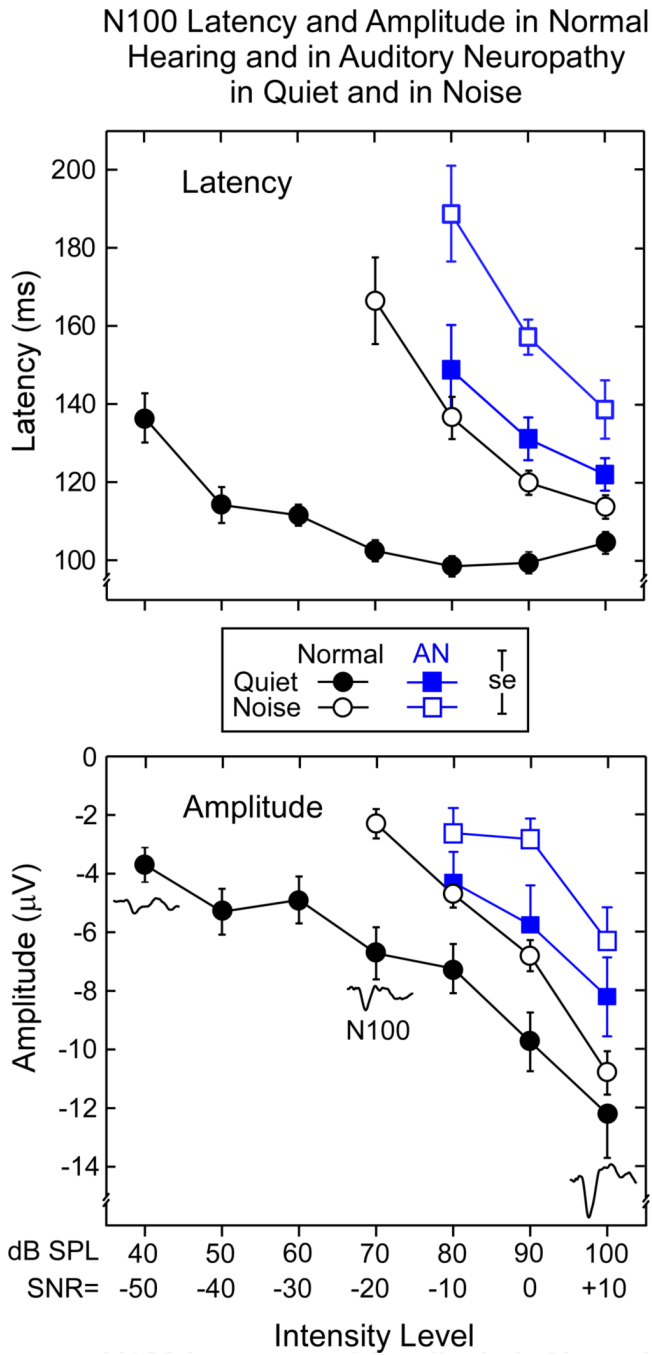 N100 Latency and Amplitude in Normal
Hearing and in Auditory Neuropathy
in Quiet and in Noise
Latency
Latency (ms)
200
180
160
140
120
100
Normal AN
Quiet
Noise
se
Amplitude
Amplitude (μV)
0
-2
-4
-6
-8
-10
-12
-14
N100
dB SPL 40 50 60 70 80 90 100
SNR= -50 -40 -30 -20 -10 0 +10
Intensity Level